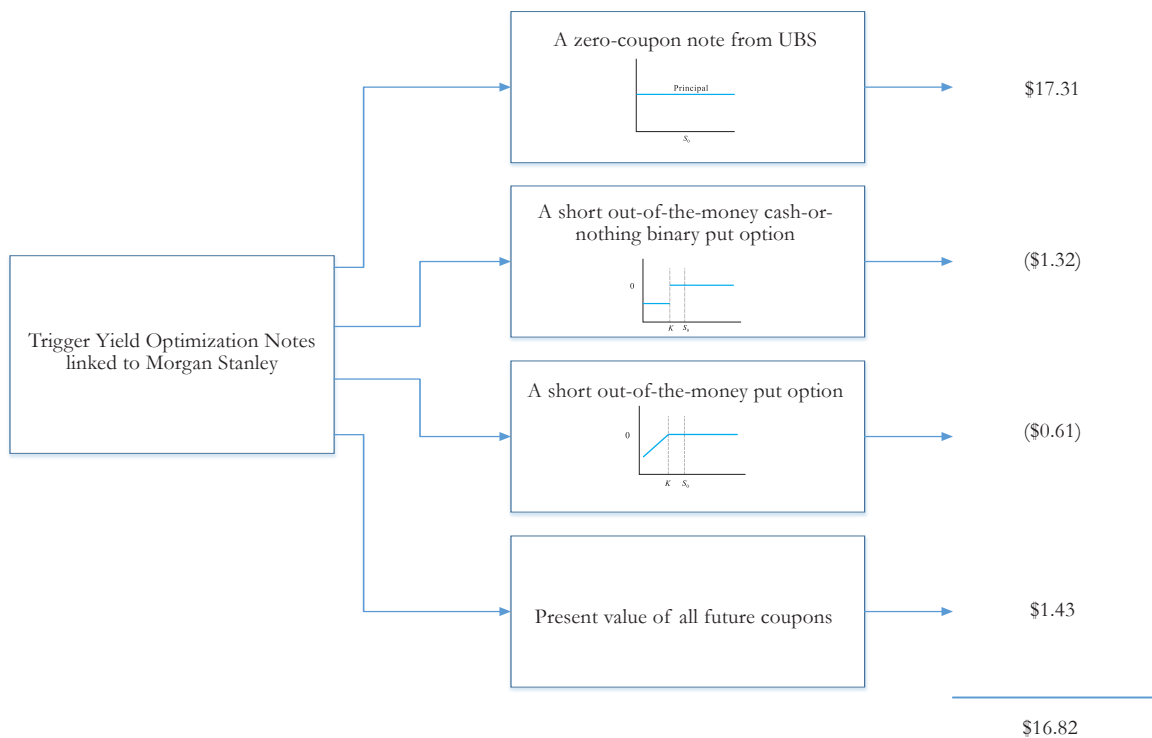 A zero-coupon note from UBS
Principal
S₀
$17.31
A short out-of-the-money cash-or-
nothing binary put option
0
K S₀
($1.32)
Trigger Yield Optimization Notes
linked to Morgan Stanley
A short out-of-the-money put option
0
K S₀
($0.61)
Present value of all future coupons
$1.43
$16.82